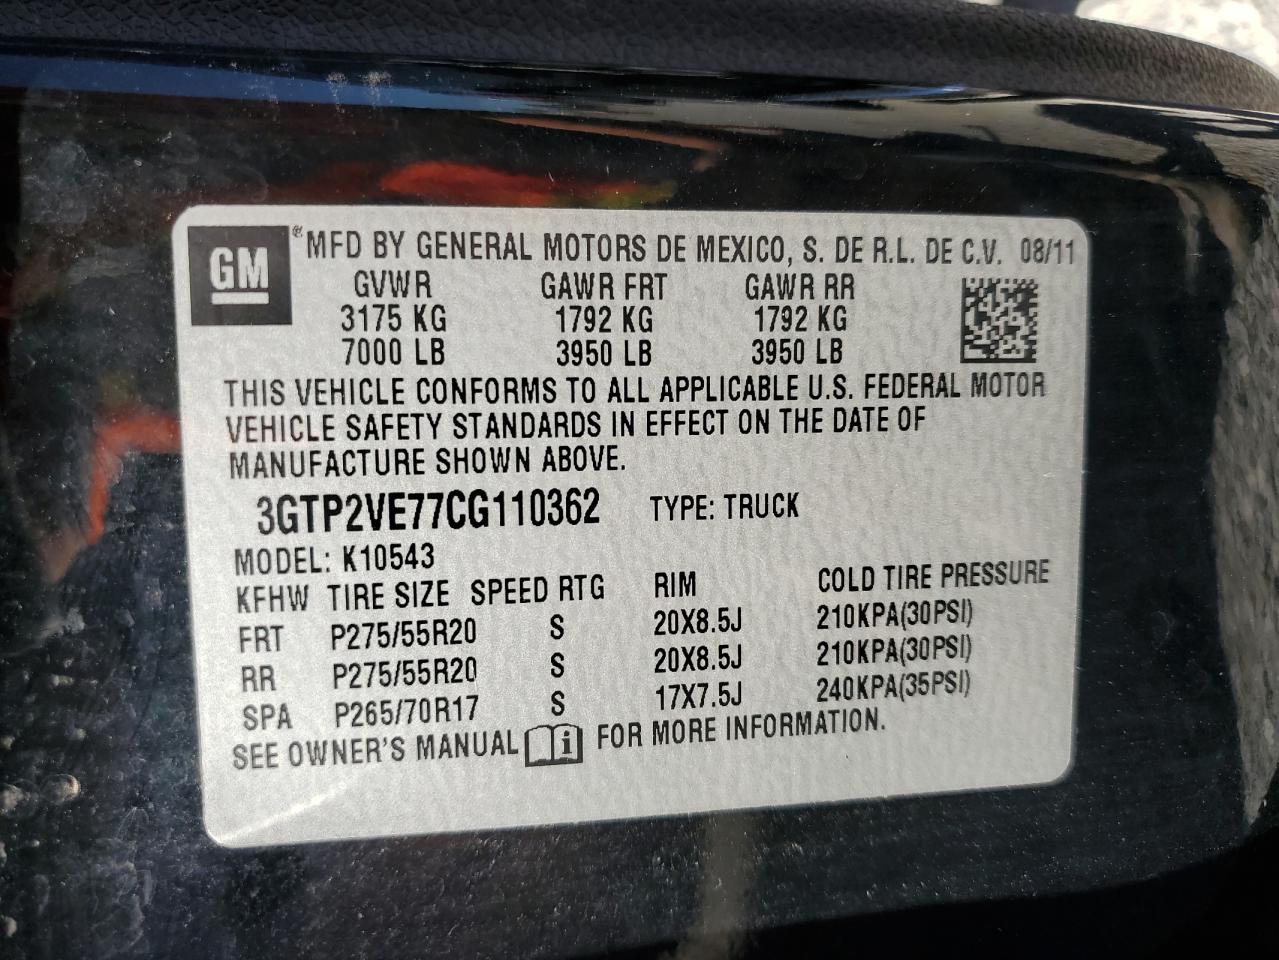 GM ® MFD BY GENERAL MOTORS DE MEXICO, S. DE R.L. DE C.V. 08/11
GVWR GAWR FRT GAWR RR
3175 KG 1792 KG 1792 KG
7000 LB 3950 LB 3950 LB
THIS VEHICLE CONFORMS TO ALL APPLICABLE U.S. FEDERAL MOTOR
VEHICLE SAFETY STANDARDS IN EFFECT ON THE DATE OF
MANUFACTURE SHOWN ABOVE.
3GTP2VE77CG110362 TYPE: TRUCK
MODEL: K10543
KFHW TIRE SIZE SPEED RTG RIM COLD TIRE PRESSURE
FRT P275/55R20 S 20X8.5J 210KPA(30PSI)
RR P275/55R20 S 20X8.5J 210KPA(30PSI)
SPA P265/70R17 S 17X7.5J 240KPA(35PSI)
SEE OWNER'S MANUAL i FOR MORE INFORMATION.